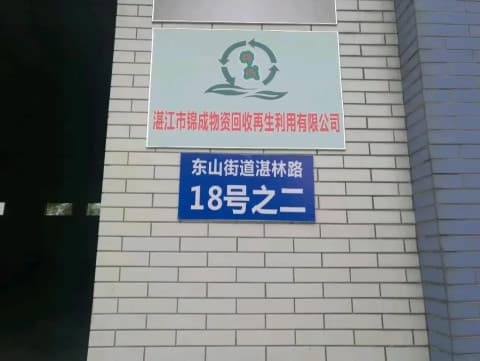 湛江市锦成物资回收再生利用有限公司
东山街道湛林路
18号之二